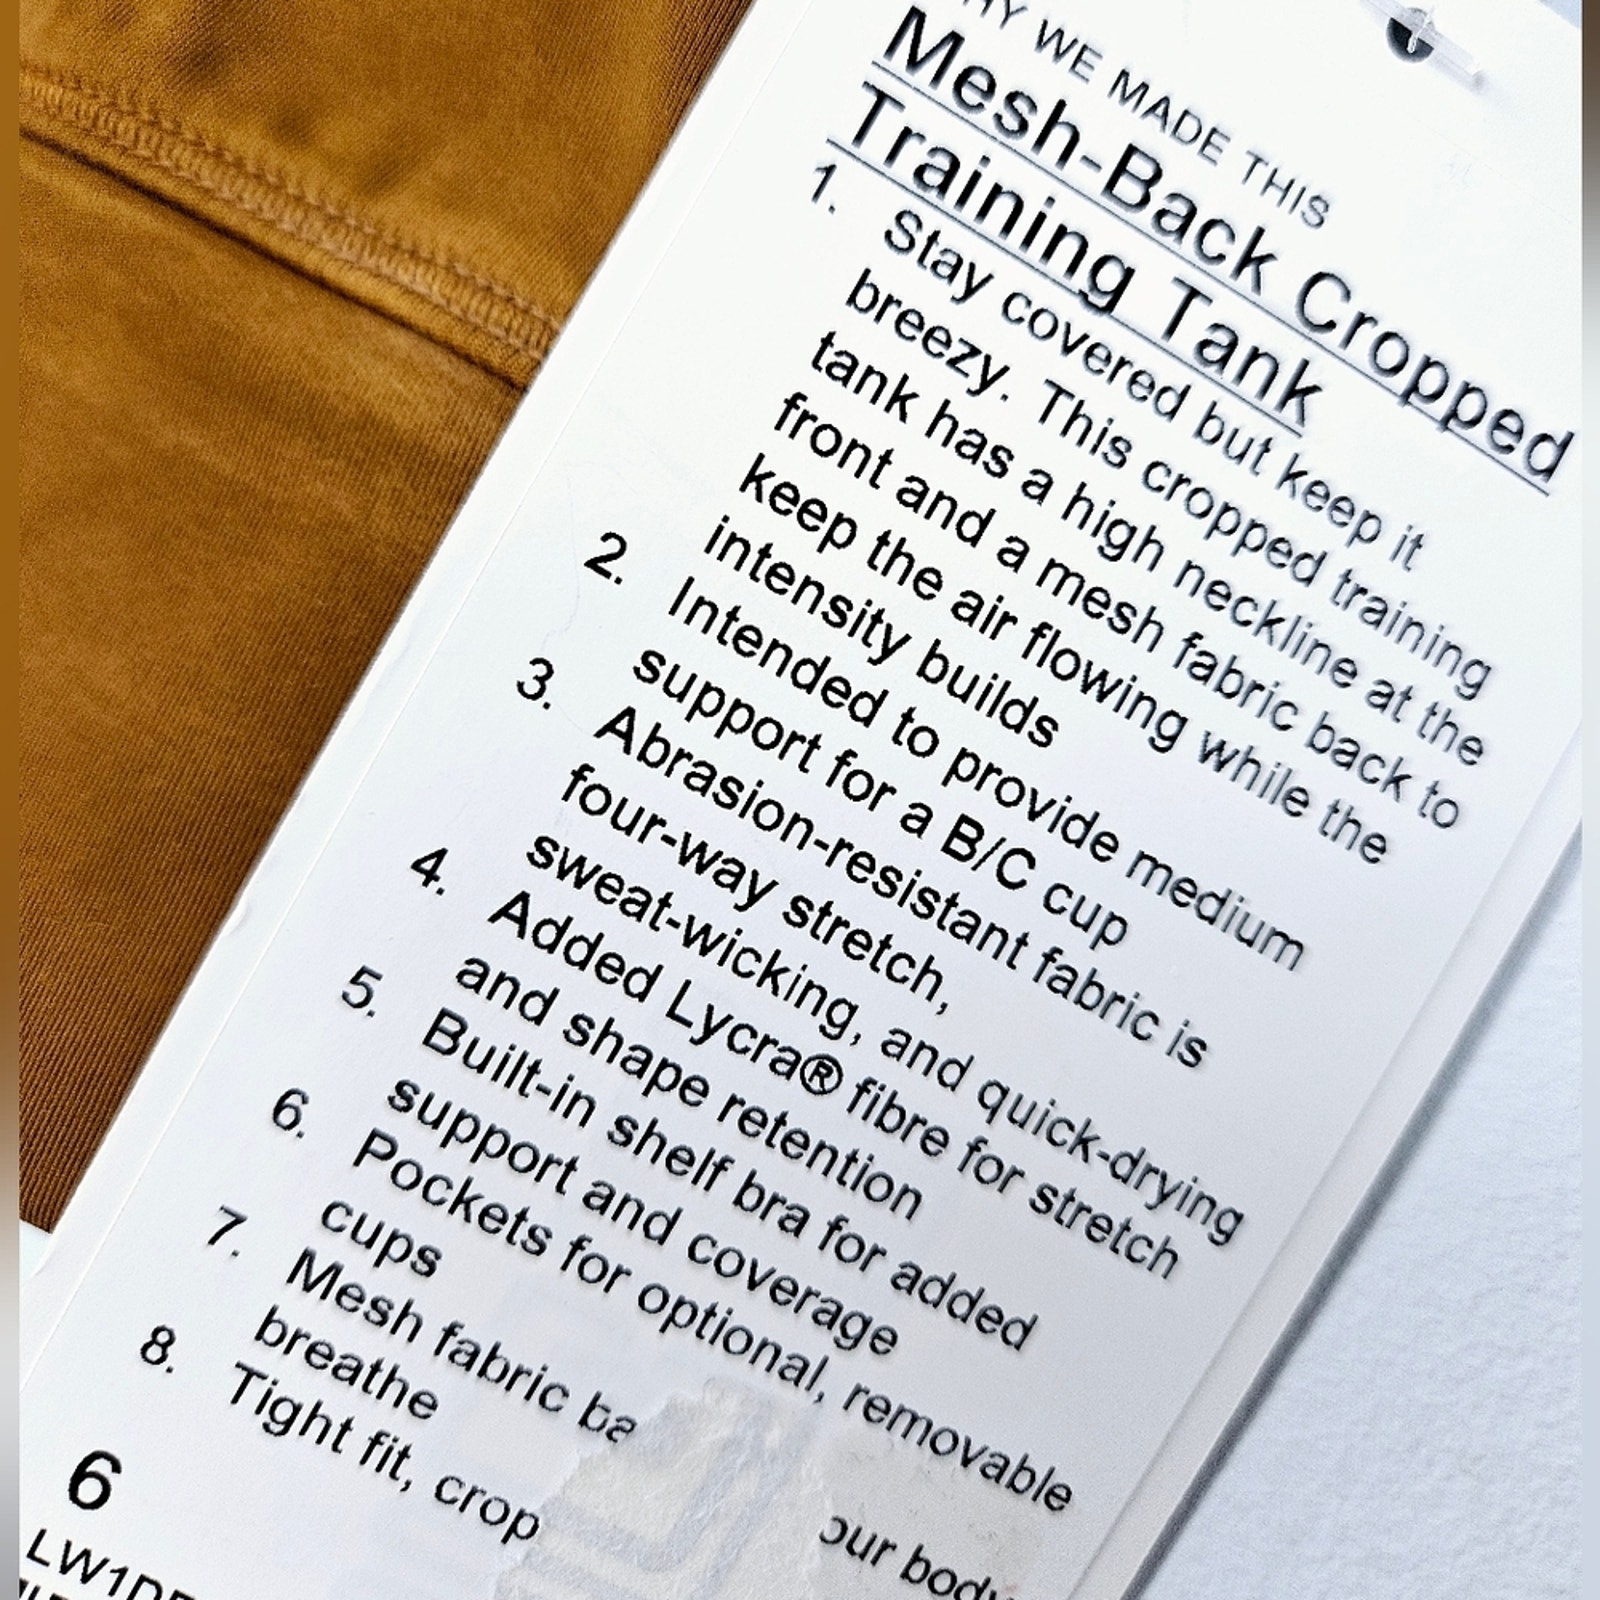 WE MADE THIS
Mesh-Back Cropped
Training Tank
1. Stay covered but keep it
breezy. This cropped training
tank has a high neckline at the
front and a mesh fabric back to
keep the air flowing while the
intensity builds
2. Intended to provide medium
support for a B/C cup
3. Abrasion-resistant fabric is
four-way stretch,
sweat-wicking, and quick-drying
4. Added Lycra® fibre for stretch
and shape retention
5. Built-in shelf bra for added
support and coverage
6. Pockets for optional, removable
cups
7. Mesh fabric our body
breathe
8. Tight fit, crop
6